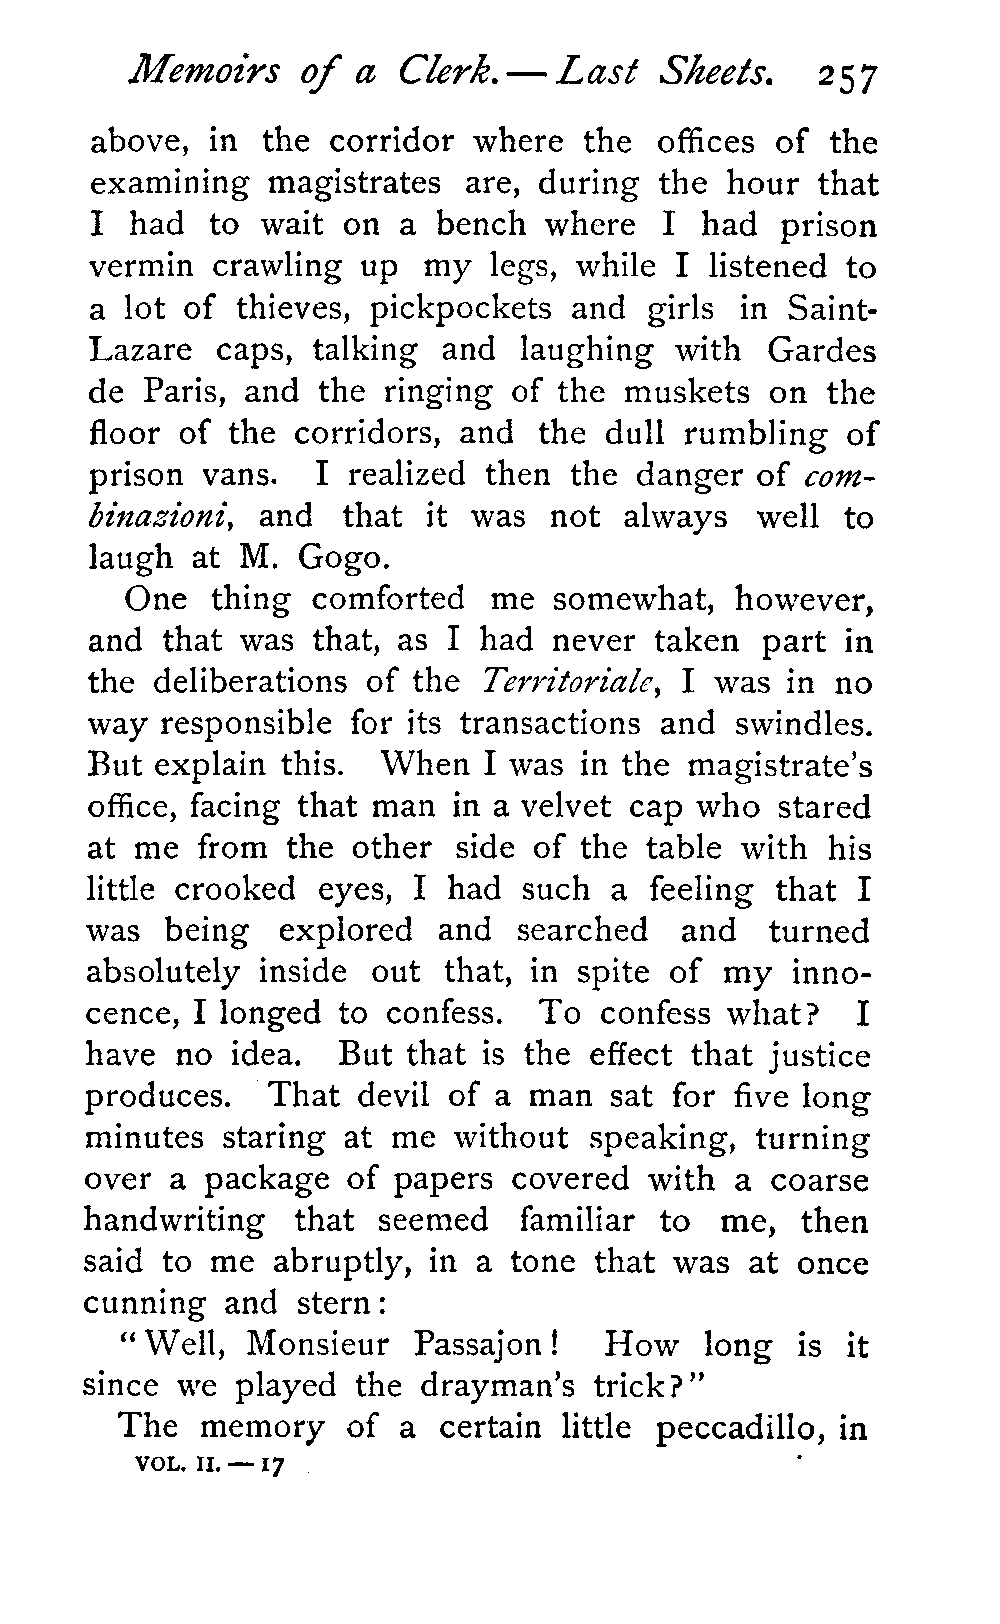 Memoirs of a Clerk. — Last Sheets. 257
above, in the corridor where the offices of the
examining magistrates are, during the hour that
I had to wait on a bench where I had prison
vermin crawling up my legs, while I listened to
a lot of thieves, pickpockets and girls in Saint-
Lazare caps, talking and laughing with Gardes
de Paris, and the ringing of the muskets on the
floor of the corridors, and the dull rumbling of
prison vans. I realized then the danger of com-
binazioni, and that it was not always well to
laugh at M. Gogo.
One thing comforted me somewhat, however,
and that was that, as I had never taken part in
the deliberations of the Territoriale, I was in no
way responsible for its transactions and swindles.
But explain this. When I was in the magistrate's
office, facing that man in a velvet cap who stared
at me from the other side of the table with his
little crooked eyes, I had such a feeling that I
was being explored and searched and turned
absolutely inside out that, in spite of my inno-
cence, I longed to confess. To confess what? I
have no idea. But that is the effect that justice
produces. That devil of a man sat for five long
minutes staring at me without speaking, turning
over a package of papers covered with a coarse
handwriting that seemed familiar to me, then
said to me abruptly, in a tone that was at once
cunning and stern:
"Well, Monsieur Passajon! How long is it
since we played the drayman's trick?"
The memory of a certain little peccadillo, in
VOL. II. — 17